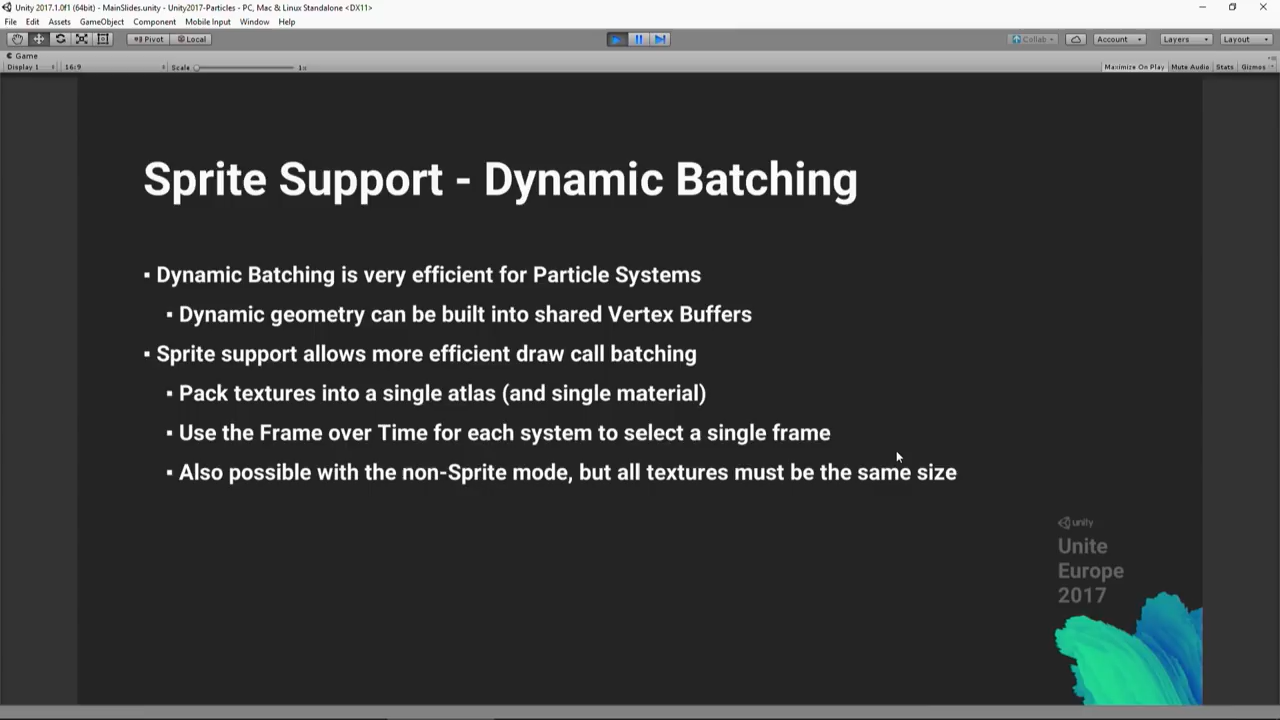 Unity 2017.1.0f1 (64bit) - MainSlides.unity - Unity2017-Particles - PC, Mac & Linux Standalone <DX11>
File Edit Assets GameObject Component Mobile Input Window Help
Pivot Local Collab Account Layers Layout
Game
Display 1 16:9 Scale 1x Maximize On Play Mute Audio Stats Gizmos
Sprite Support - Dynamic Batching
▪ Dynamic Batching is very efficient for Particle Systems
▪ Dynamic geometry can be built into shared Vertex Buffers
▪ Sprite support allows more efficient draw call batching
▪ Pack textures into a single atlas (and single material)
▪ Use the Frame over Time for each system to select a single frame
▪ Also possible with the non-Sprite mode, but all textures must be the same size
unity
Unite
Europe
2017